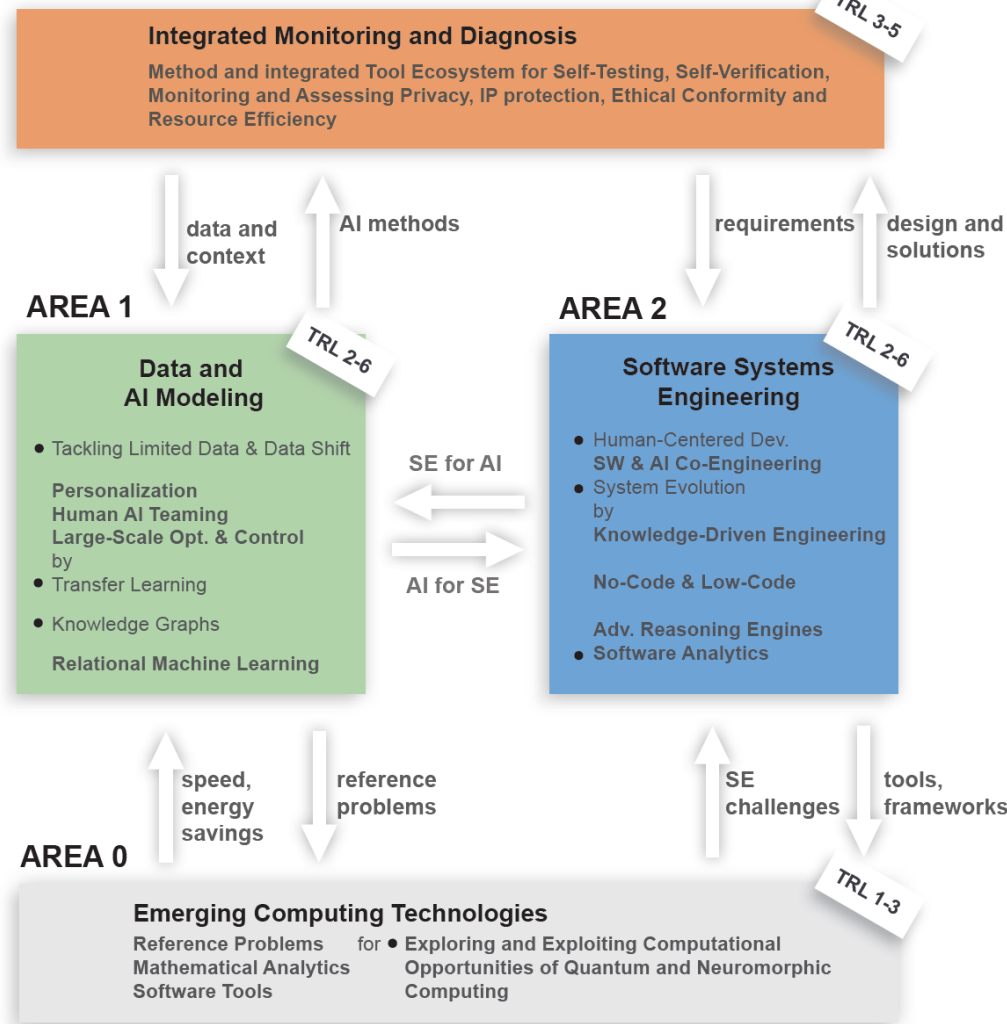 TRL 3-5
Integrated Monitoring and Diagnosis
Method and integrated Tool Ecosystem for Self-Testing, Self-Verification,
Monitoring and Assessing Privacy, IP protection, Ethical Conformity and
Resource Efficiency
data and
context
AI methods
requirements
design and
solutions
AREA 1
TRL 2-6
Data and
AI Modeling
• Tackling Limited Data & Data Shift
Personalization
Human AI Teaming
Large-Scale Opt. & Control
by
• Transfer Learning
• Knowledge Graphs
Relational Machine Learning
SE for AI
AI for SE
AREA 2
TRL 2-6
Software Systems
Engineering
• Human-Centered Dev.
SW & AI Co-Engineering
• System Evolution
by
Knowledge-Driven Engineering
No-Code & Low-Code
Adv. Reasoning Engines
• Software Analytics
speed,
energy
savings
reference
problems
SE
challenges
tools,
frameworks
AREA 0
TRL 1-3
Emerging Computing Technologies
Reference Problems
Mathematical Analytics
Software Tools
for
• Exploring and Exploiting Computational
Opportunities of Quantum and Neuromorphic
Computing